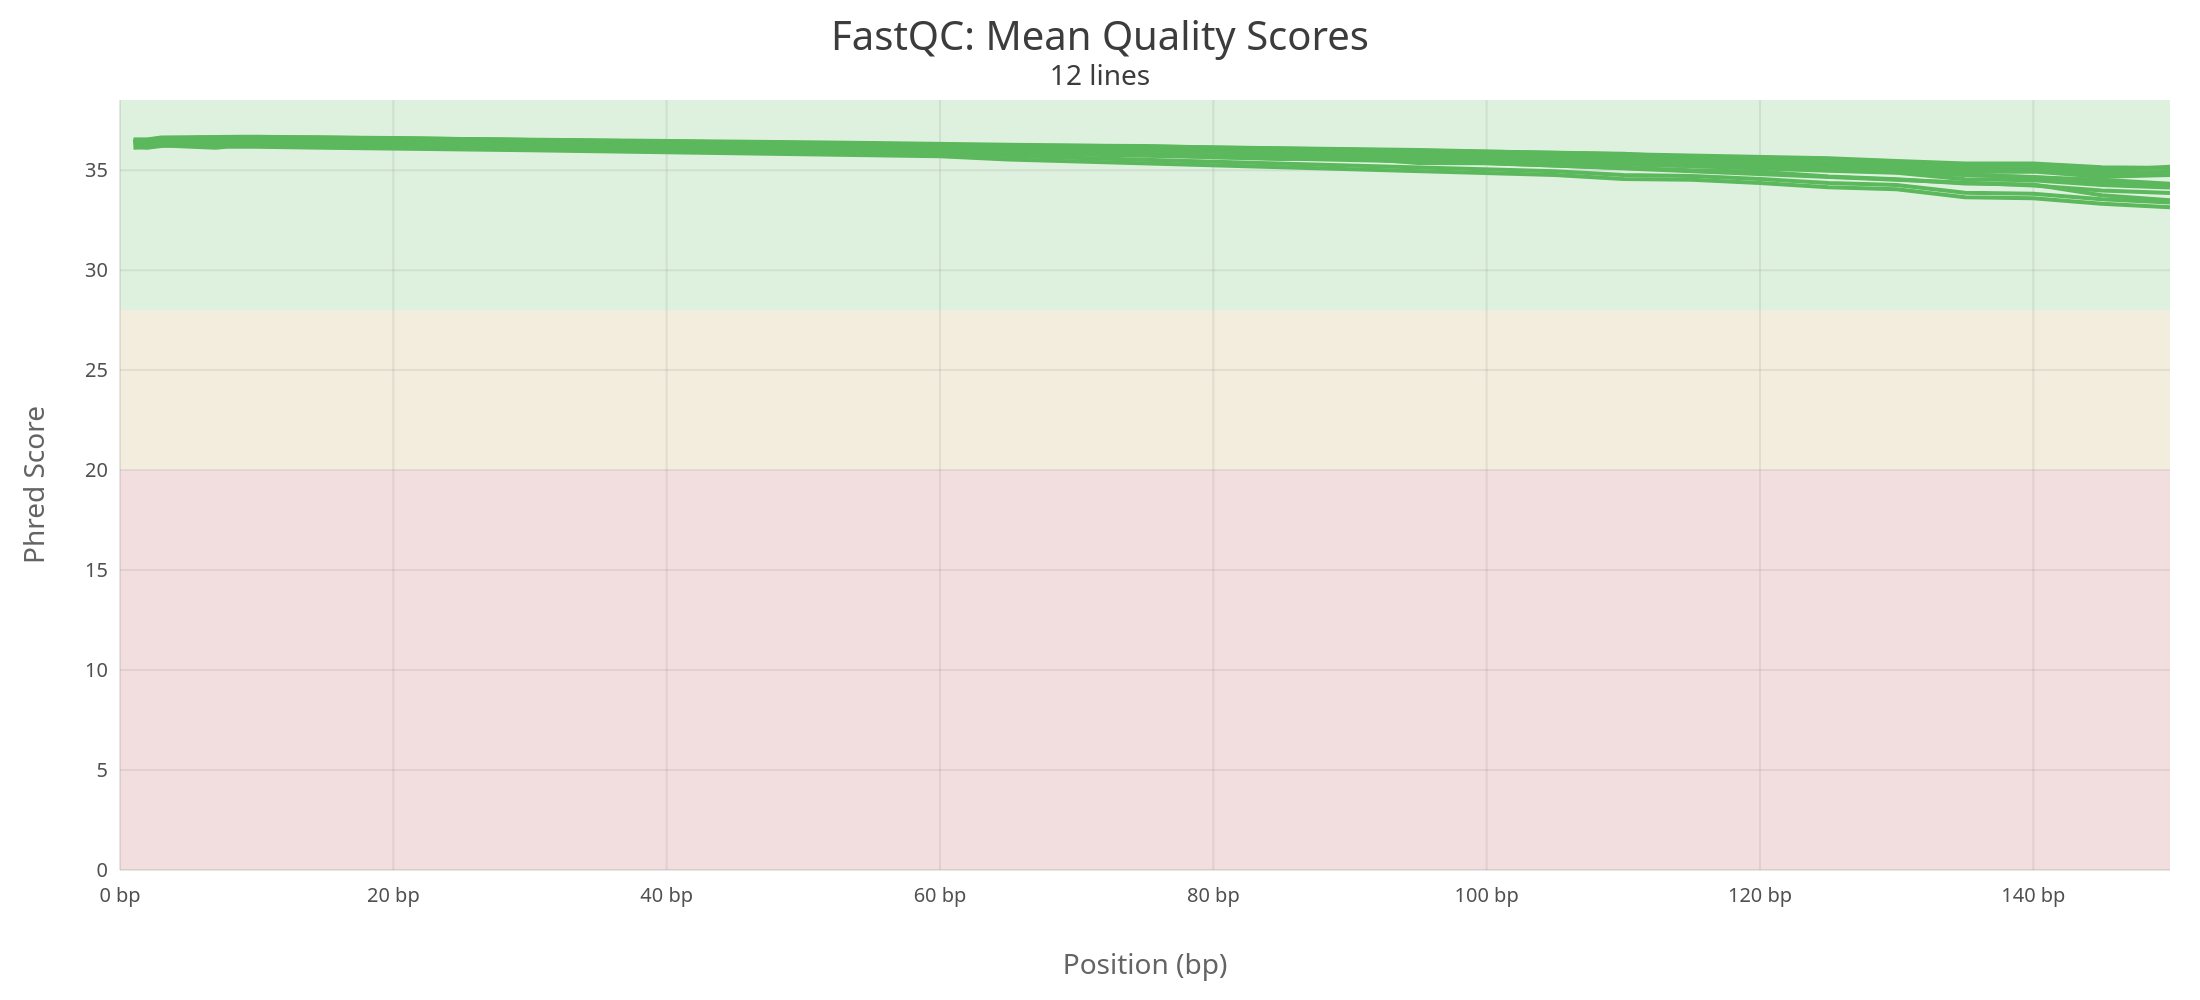 FastQC: Mean Quality Scores
12 lines
35
30
25
20
15
10
5
0
Phred Score
0 bp
20 bp
40 bp
60 bp
80 bp
100 bp
120 bp
140 bp
Position (bp)